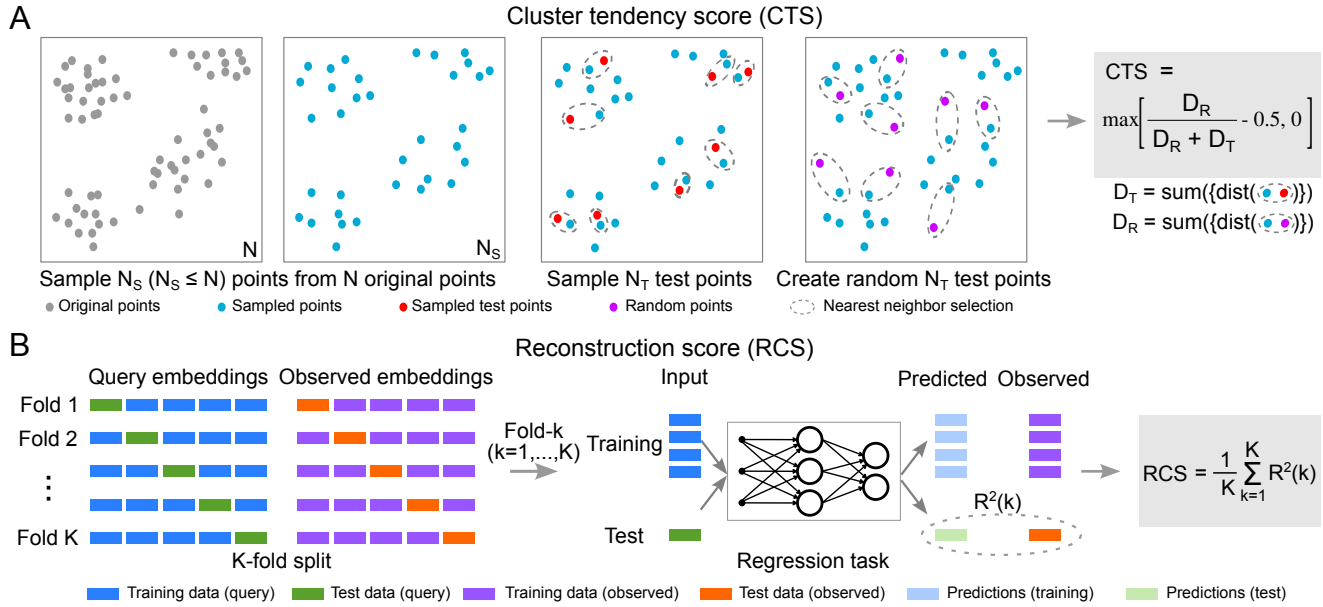 A
Cluster tendency score (CTS)
N
N_S
CTS =
max[ D_R / (D_R + D_T) - 0.5, 0 ]
D_T = sum({dist( )})
D_R = sum({dist( )})
Sample N_S (N_S ≤ N) points from N original points
Sample N_T test points
Create random N_T test points
Original points
Sampled points
Sampled test points
Random points
Nearest neighbor selection
B
Reconstruction score (RCS)
Query embeddings
Observed embeddings
Input
Predicted
Observed
Fold 1
Fold 2
⋮
Fold K
K-fold split
Fold-k
(k=1,...,K)
Training
Test
Regression task
R²(k)
RCS = 1/K ∑_{k=1}^{K} R²(k)
Training data (query)
Test data (query)
Training data (observed)
Test data (observed)
Predictions (training)
Predictions (test)